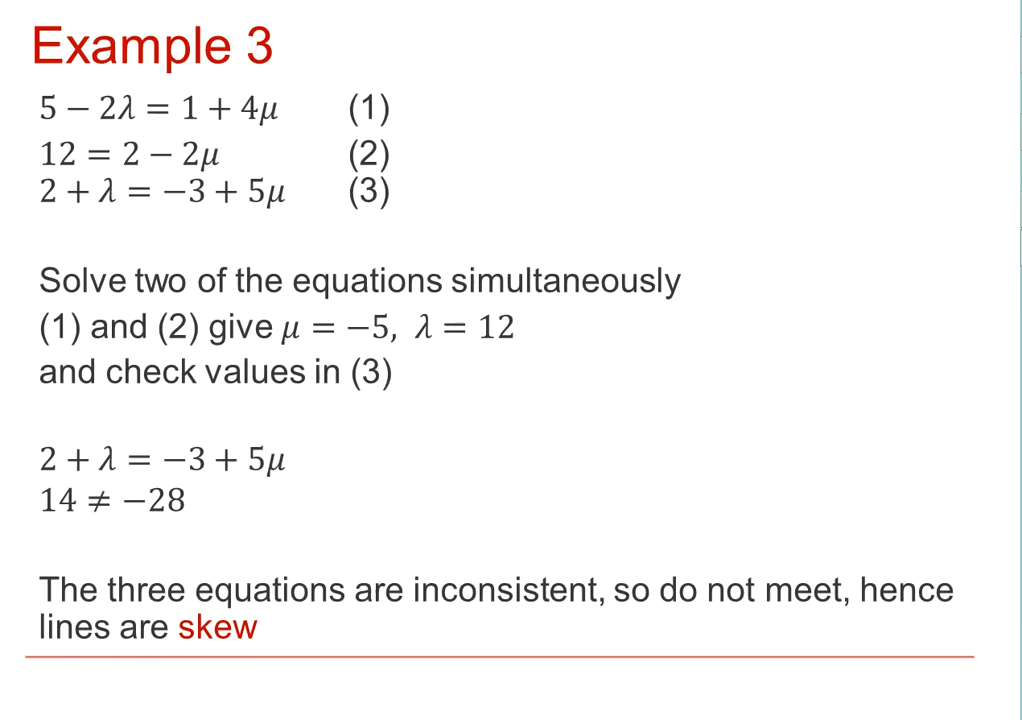 Example 3
5 − 2λ = 1 + 4μ (1)
12 = 2 − 2μ (2)
2 + λ = −3 + 5μ (3)
Solve two of the equations simultaneously
(1) and (2) give μ = −5, λ = 12
and check values in (3)
2 + λ = −3 + 5μ
14 ≠ −28
The three equations are inconsistent, so do not meet, hence
lines are skew